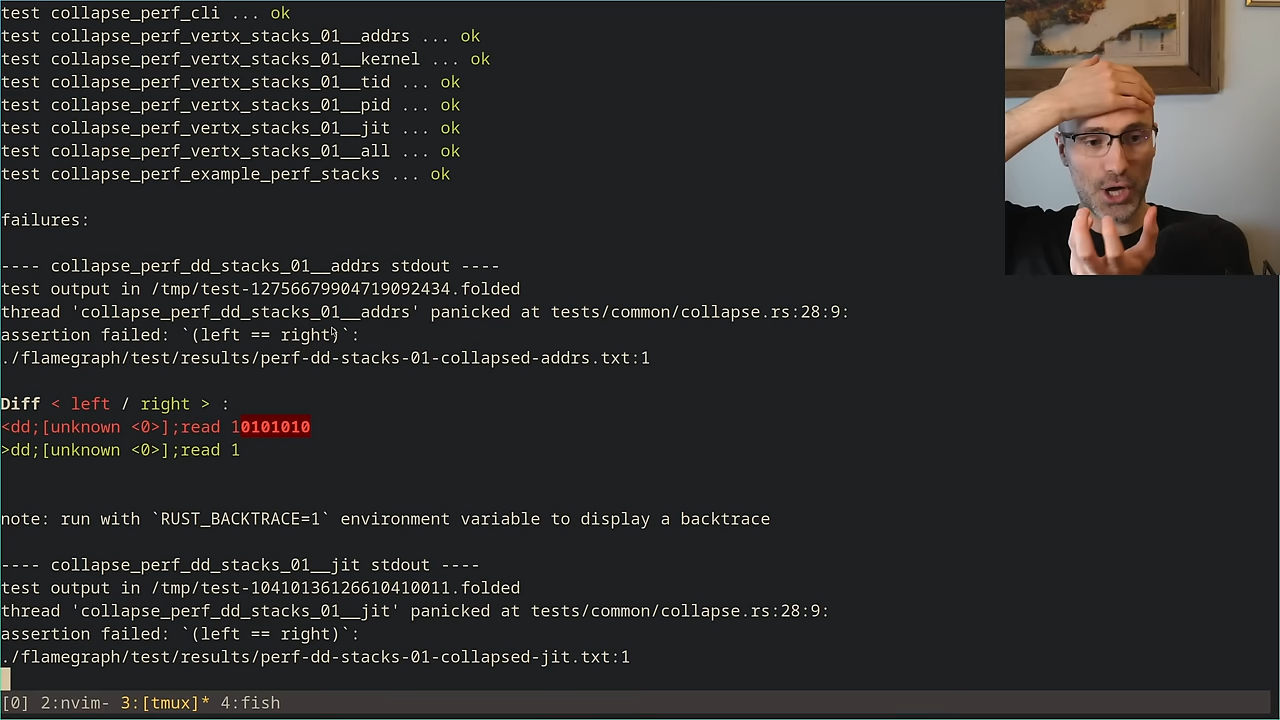 test collapse_perf_cli ... ok
test collapse_perf_vertx_stacks_01__addrs ... ok
test collapse_perf_vertx_stacks_01__kernel ... ok
test collapse_perf_vertx_stacks_01__tid ... ok
test collapse_perf_vertx_stacks_01__pid ... ok
test collapse_perf_vertx_stacks_01__jit ... ok
test collapse_perf_vertx_stacks_01__all ... ok
test collapse_perf_example_perf_stacks ... ok
failures:
---- collapse_perf_dd_stacks_01__addrs stdout ----
test output in /tmp/test-12756679904719092434.folded
thread 'collapse_perf_dd_stacks_01__addrs' panicked at tests/common/collapse.rs:28:9:
assertion failed: `(left == right)`:
./flamegraph/test/results/perf-dd-stacks-01-collapsed-addrs.txt:1
Diff < left / right > :
<dd;[unknown <0>];read 10101010
>dd;[unknown <0>];read 1
note: run with `RUST_BACKTRACE=1` environment variable to display a backtrace
---- collapse_perf_dd_stacks_01__jit stdout ----
test output in /tmp/test-10410136126610410011.folded
thread 'collapse_perf_dd_stacks_01__jit' panicked at tests/common/collapse.rs:28:9:
assertion failed: `(left == right)`:
./flamegraph/test/results/perf-dd-stacks-01-collapsed-jit.txt:1
[0] 2:nvim- 3:[tmux]* 4:fish